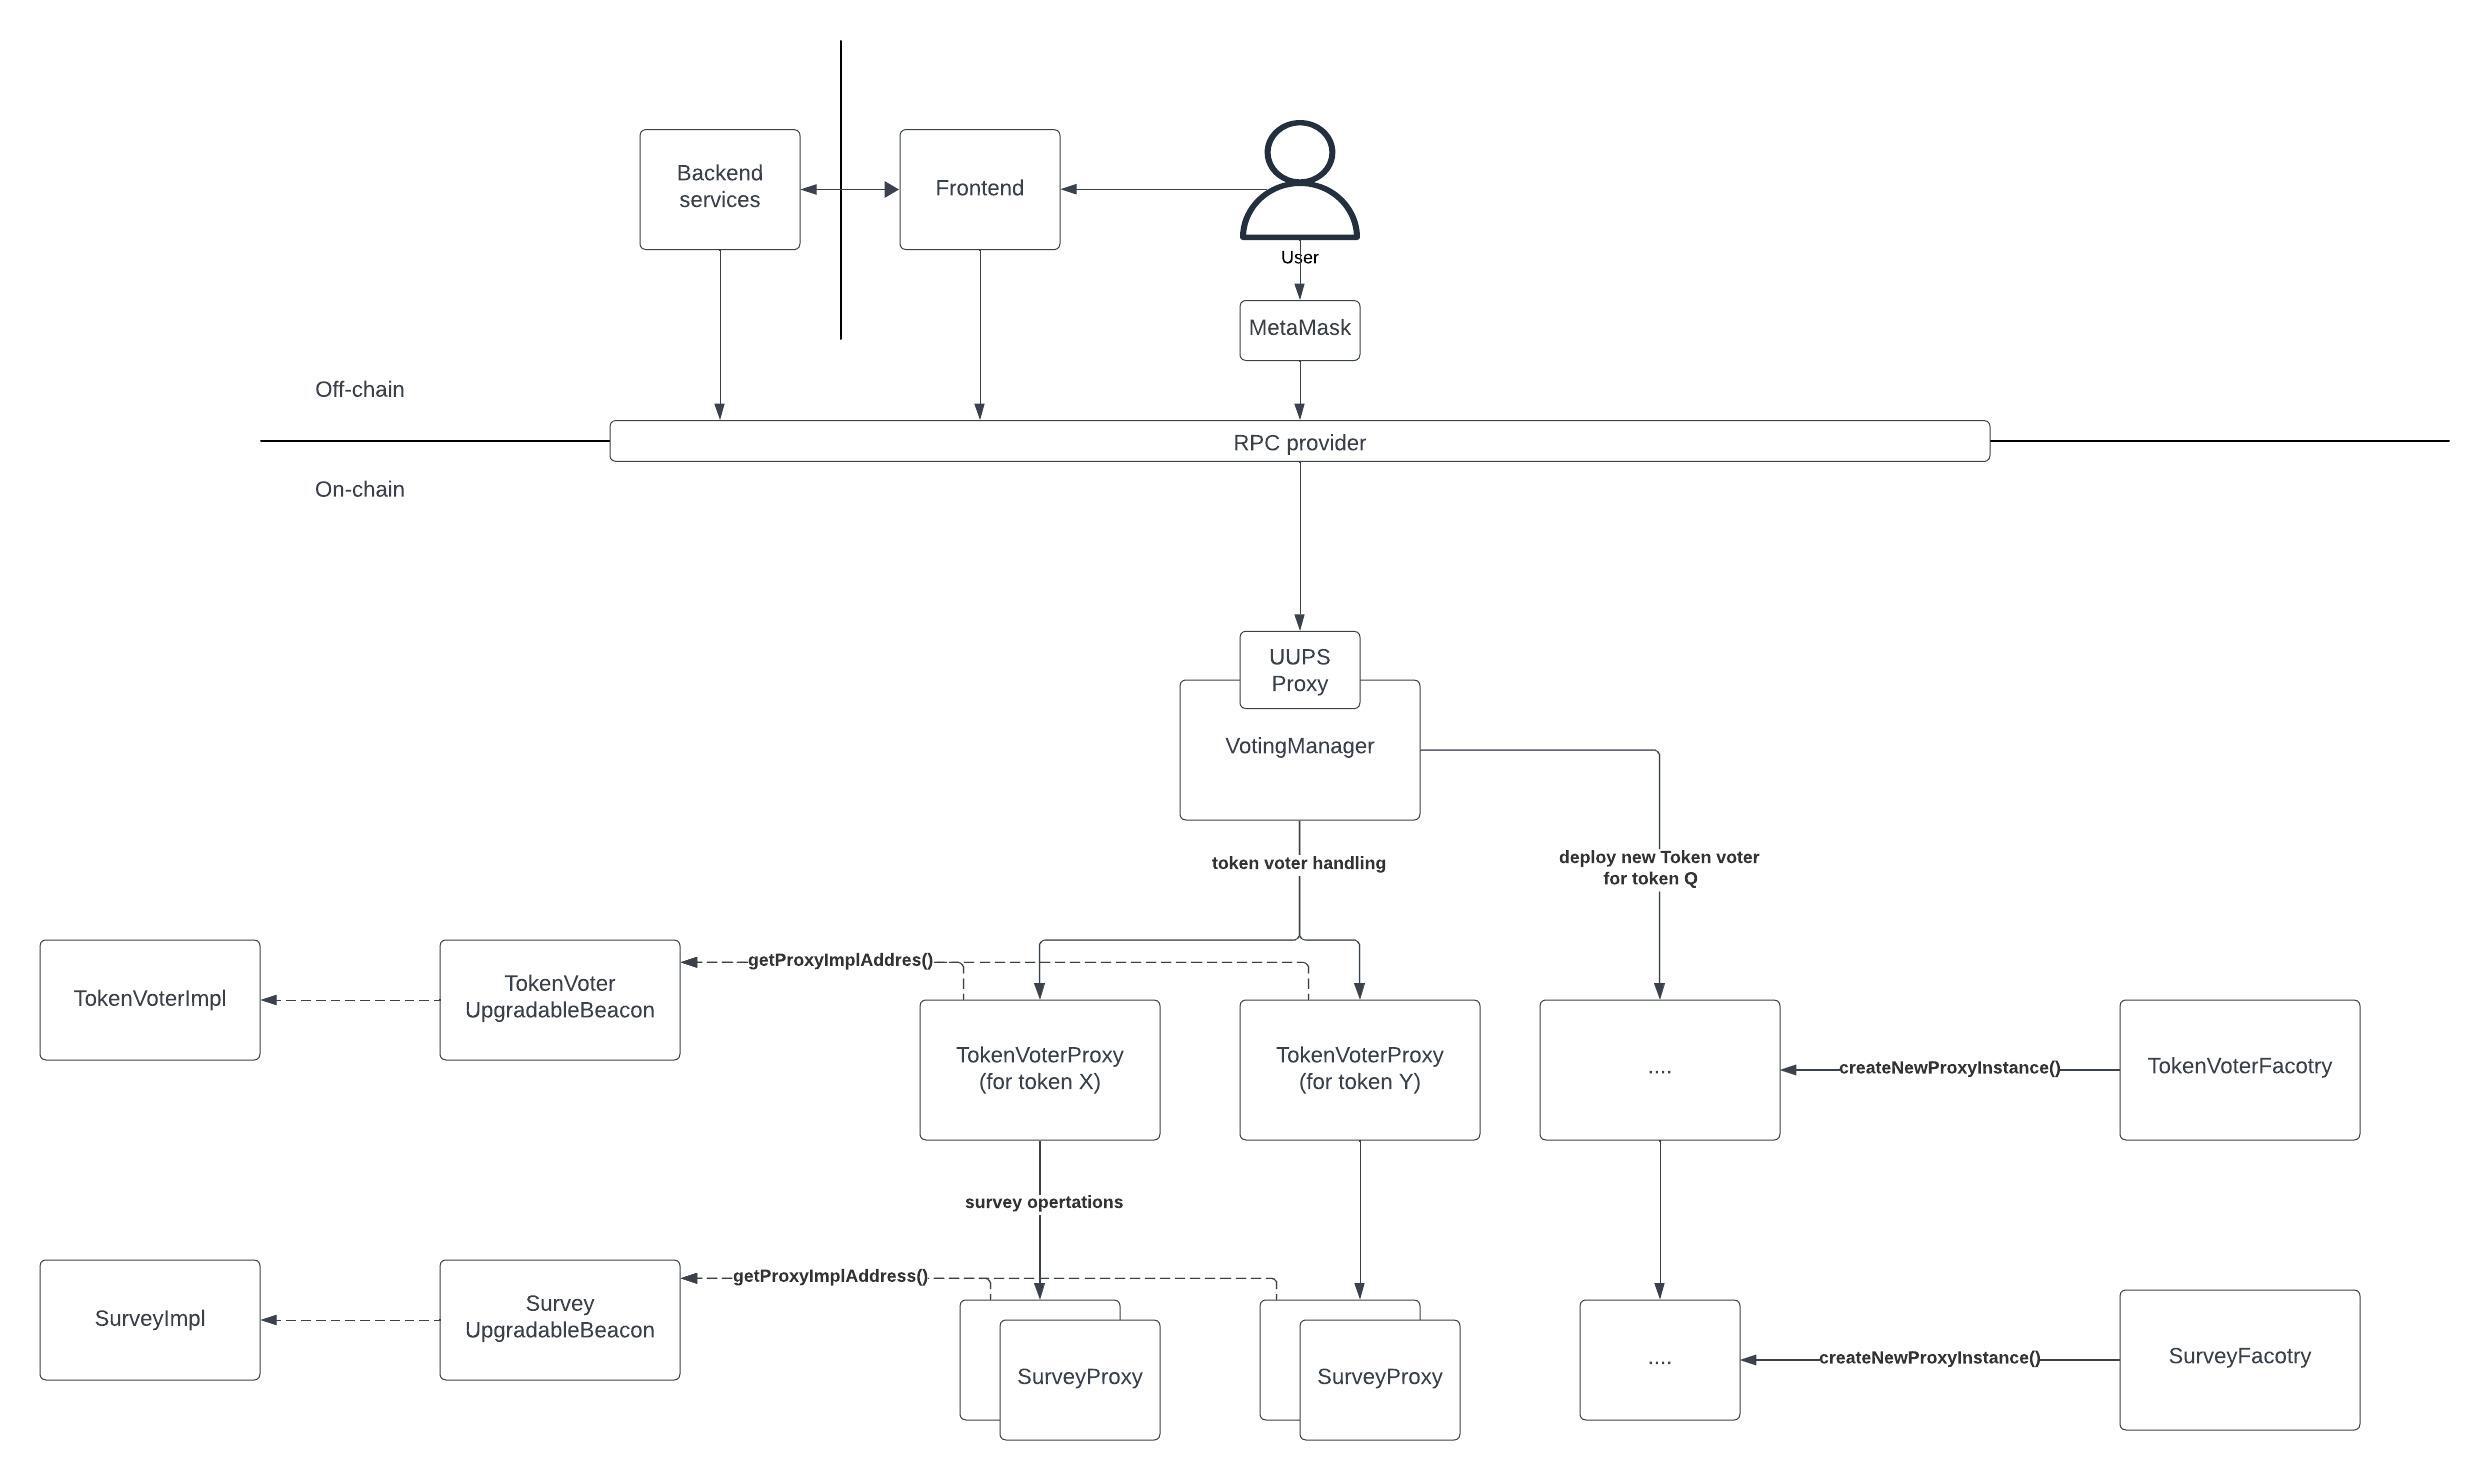 Backend
services
Frontend
User
MetaMask
Off-chain
RPC provider
On-chain
UUPS
Proxy
VotingManager
token voter handling
deploy new Token voter
for token Q
getProxyImplAddres()
TokenVoterImpl
TokenVoter
UpgradableBeacon
TokenVoterProxy
(for token X)
TokenVoterProxy
(for token Y)
....
createNewProxyInstance()
TokenVoterFacotry
survey opertations
getProxyImplAddress()
SurveyImpl
Survey
UpgradableBeacon
SurveyProxy
SurveyProxy
....
createNewProxyInstance()
SurveyFacotry